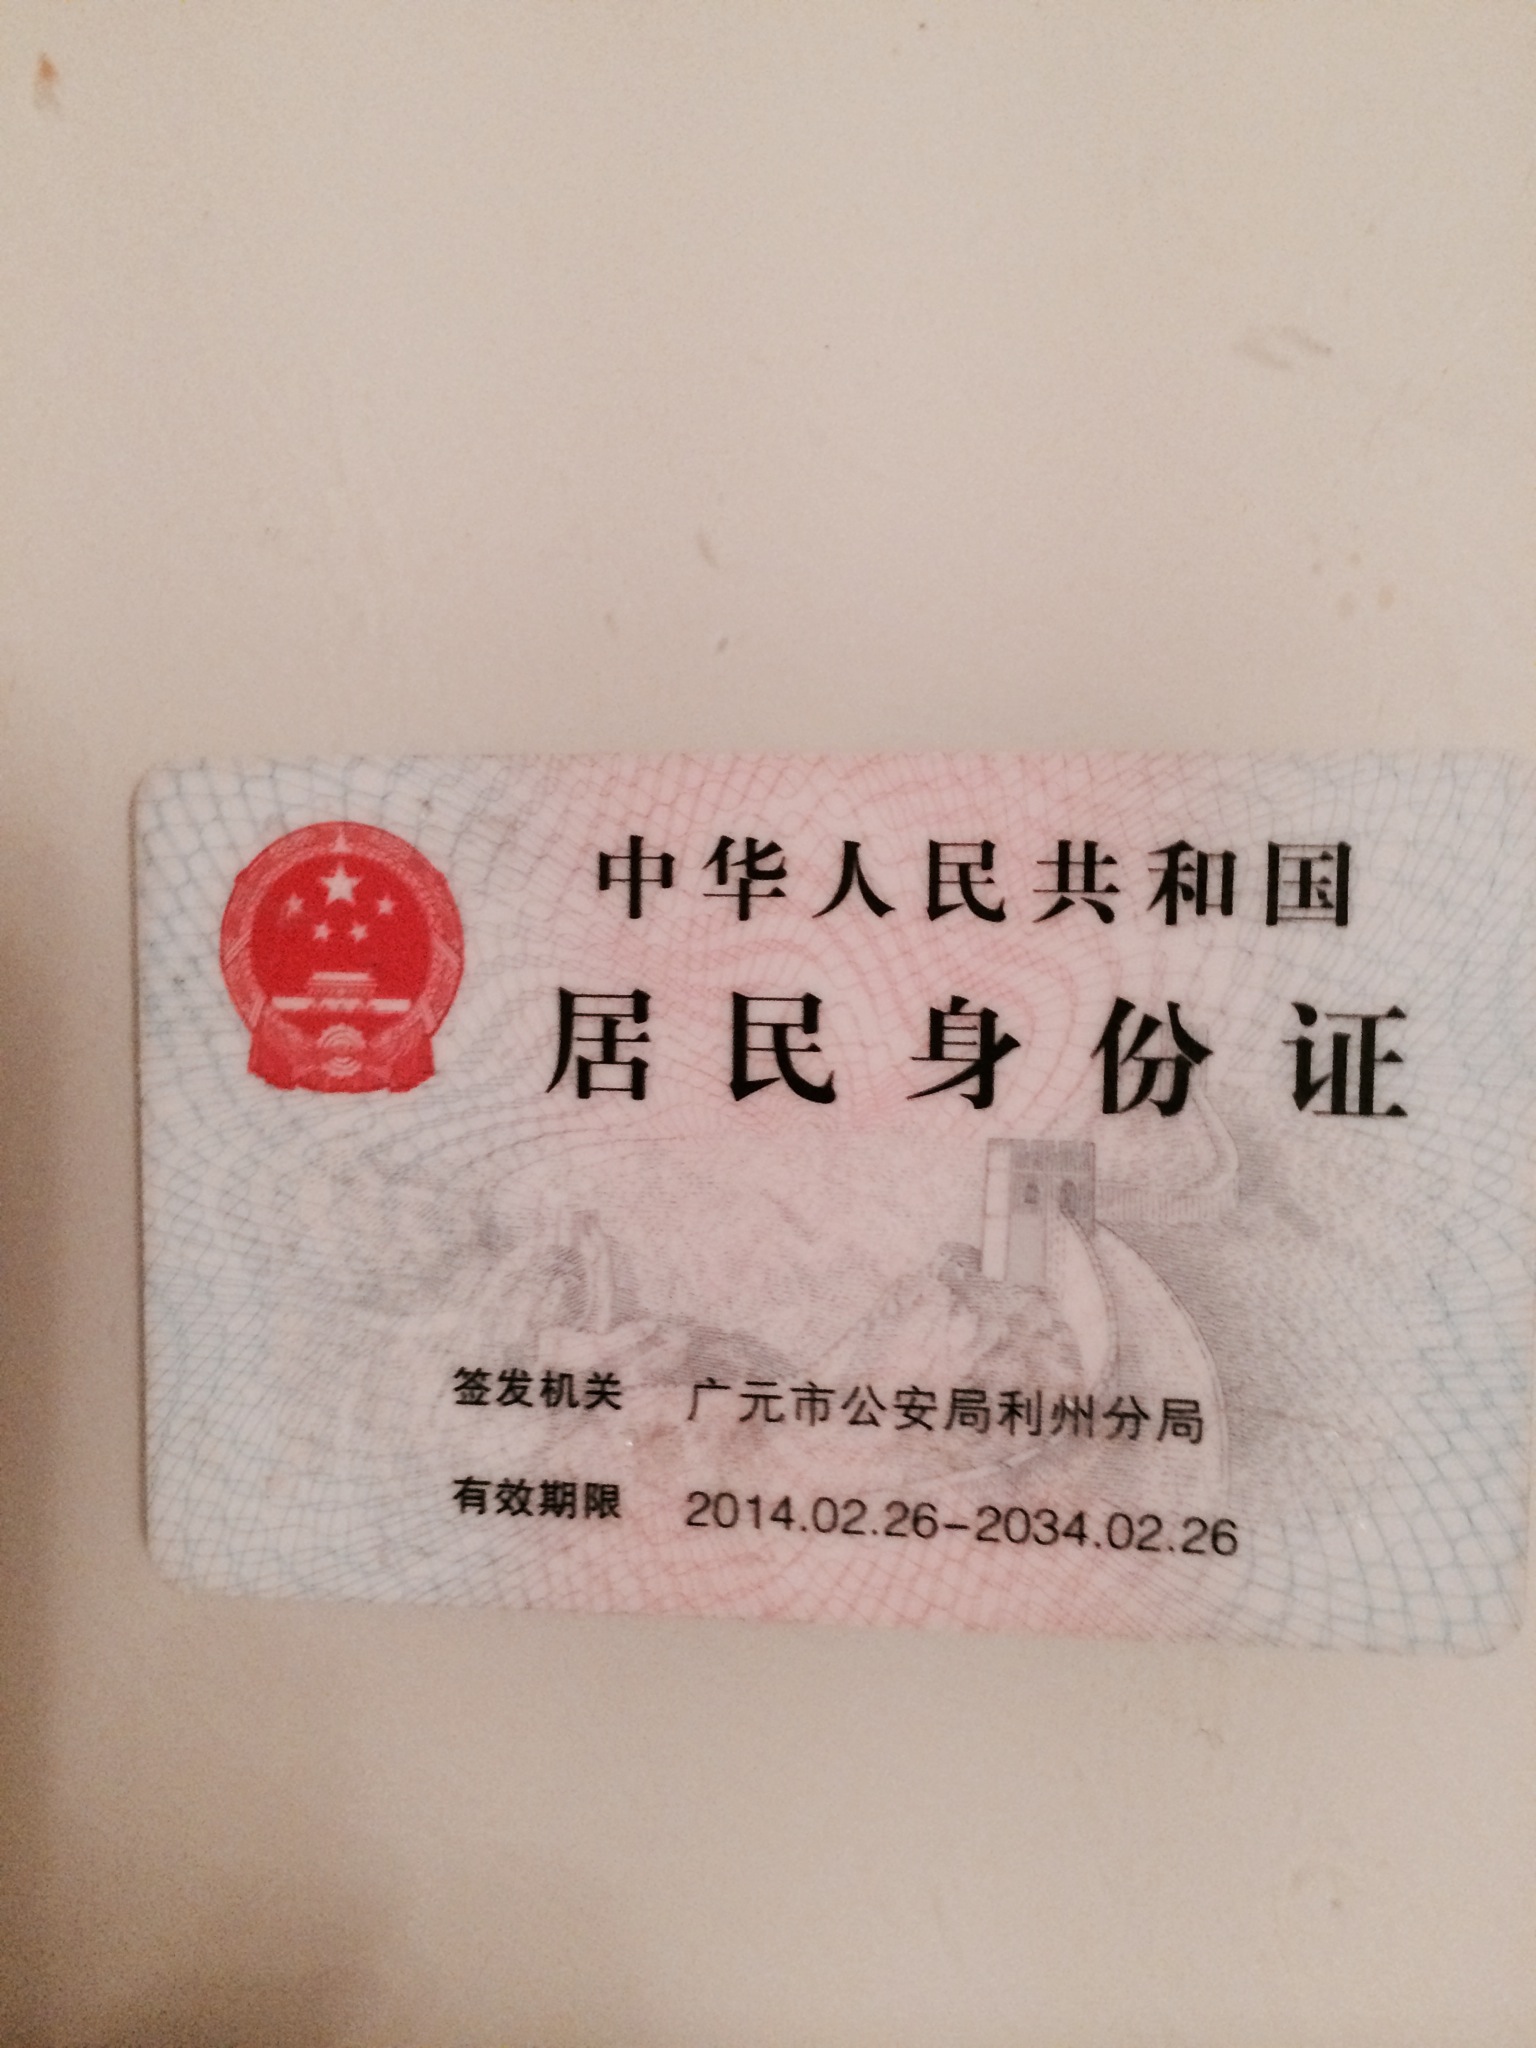 中华人民共和国
居民身份证
签发机关 广元市公安局利州分局
有效期限 2014.02.26-2034.02.26